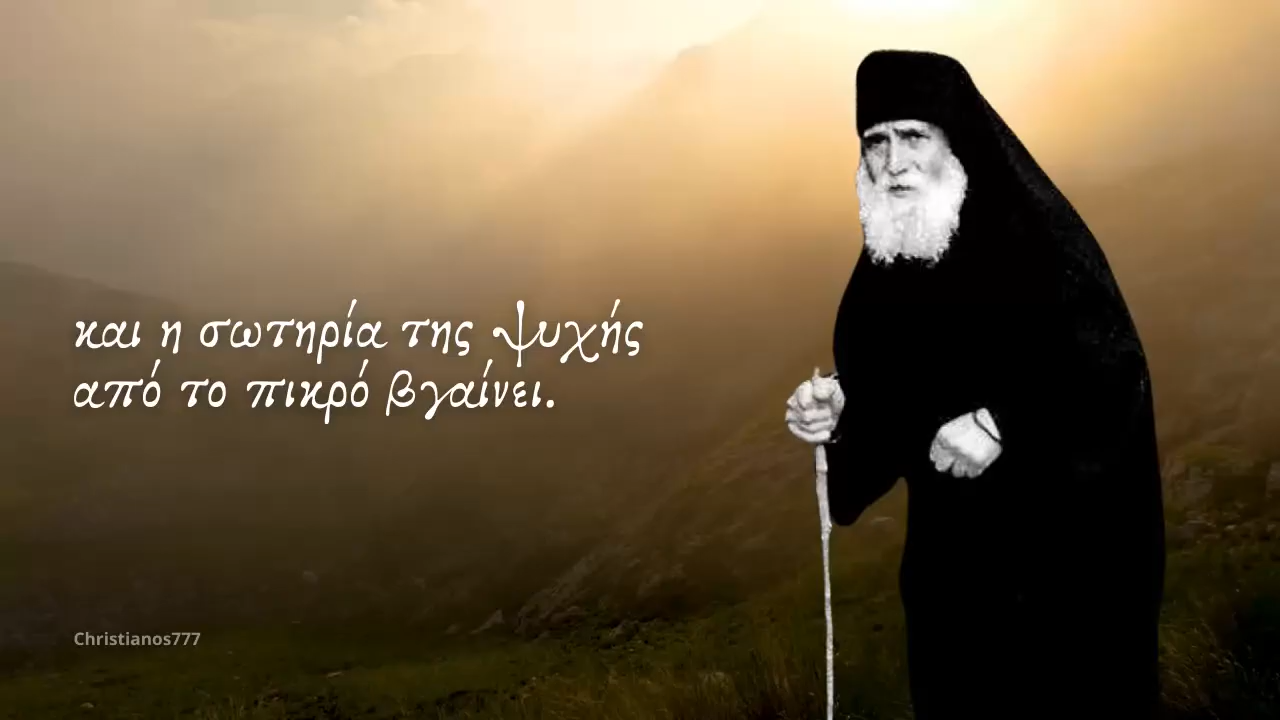 και η σωτηρία της ψυχής
από το πικρό βγαίνει.
Christianos777